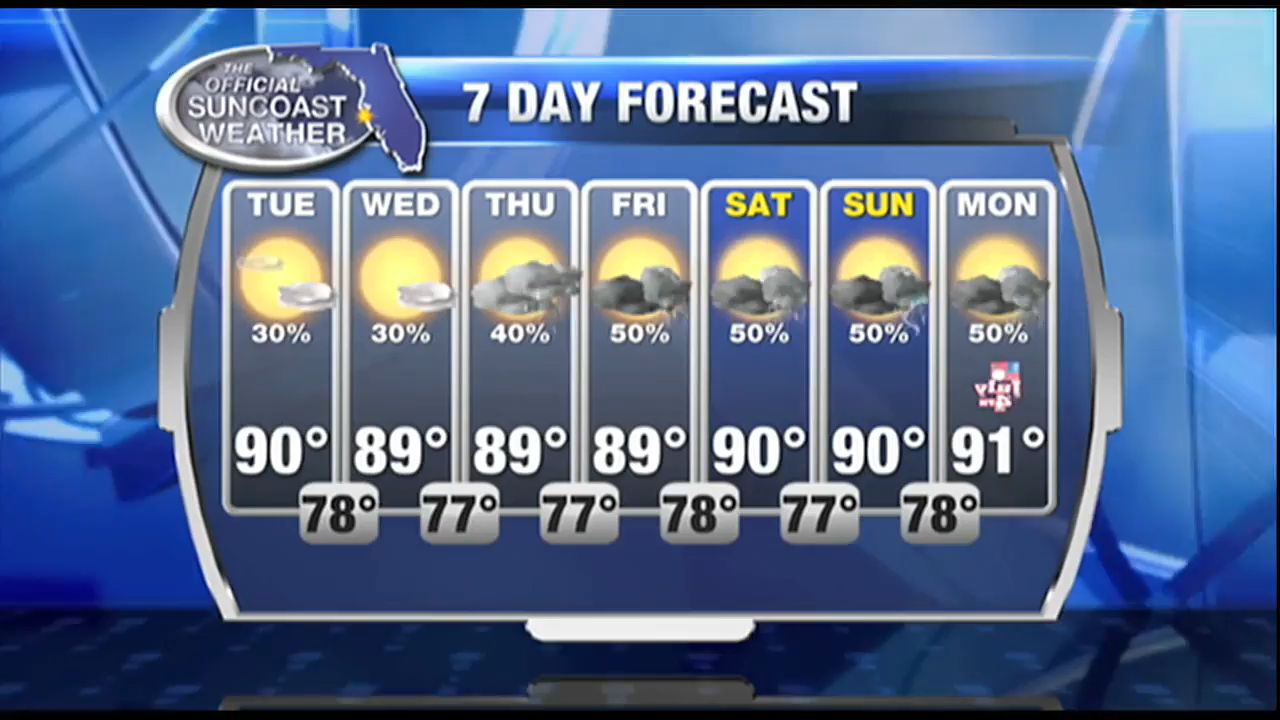 THE
OFFICIAL
SUNCOAST
WEATHER
7 DAY FORECAST
TUE WED THU FRI SAT SUN MON
30% 30% 40% 50% 50% 50% 50%
90° 89° 89° 89° 90° 90° 91°
78° 77° 77° 78° 77° 78°